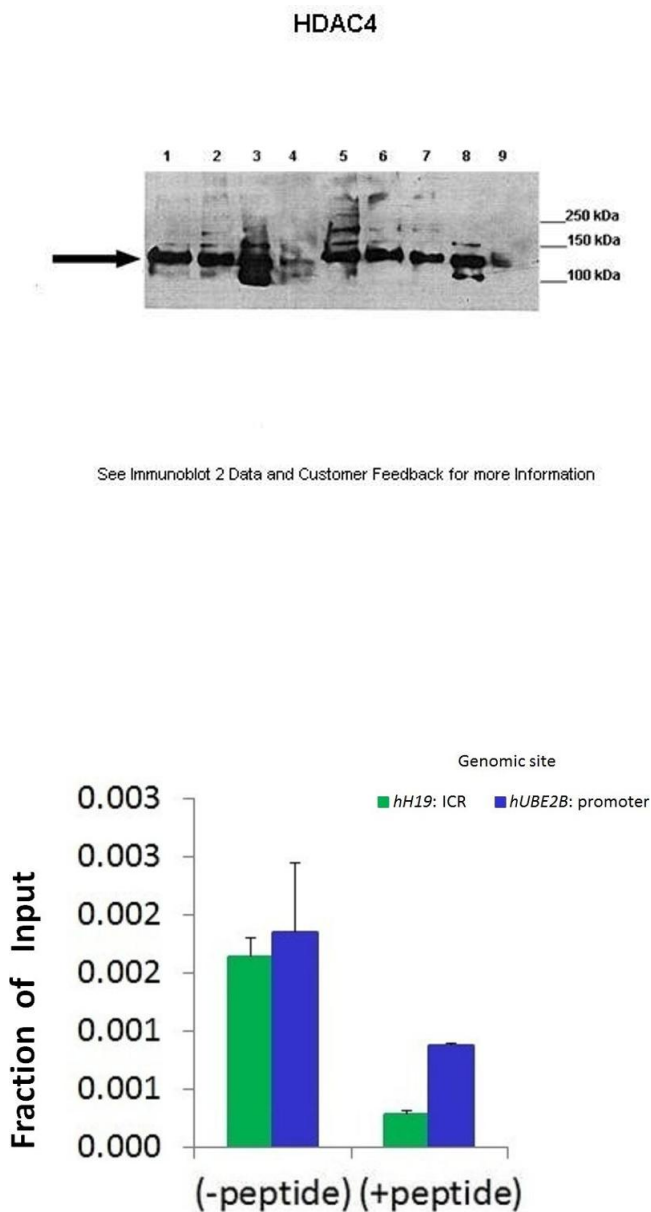 HDAC4
1 2 3 4 5 6 7 8 9
250 kDa
150 kDa
100 kDa
See Immunoblot 2 Data and Customer Feedback for more Information
Genomic site
hH19: ICR hUBE2B: promoter
Fraction of Input
0.003
0.003
0.002
0.002
0.001
0.001
0.000
(-peptide) (+peptide)